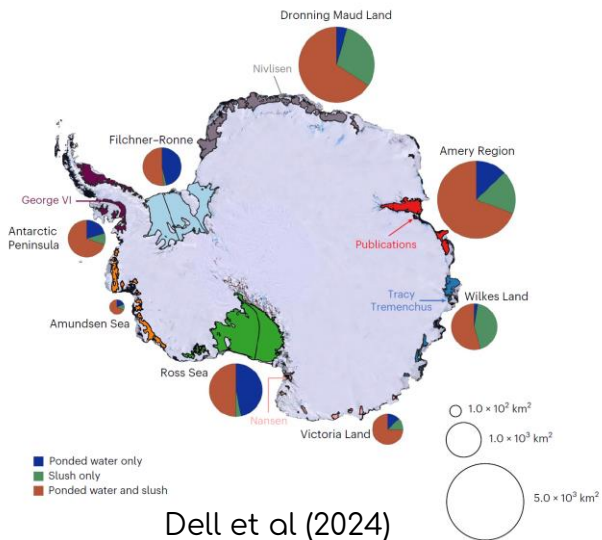 Dronning Maud Land
Nivlisen
Filchner–Ronne
Amery Region
George VI
Antarctic
Peninsula
Publications
Tracy
Tremenchus
Wilkes Land
Amundsen Sea
Ross Sea
Nansen
Victoria Land
1.0 × 10² km²
1.0 × 10³ km²
5.0 × 10³ km²
Ponded water only
Slush only
Ponded water and slush
Dell et al (2024)